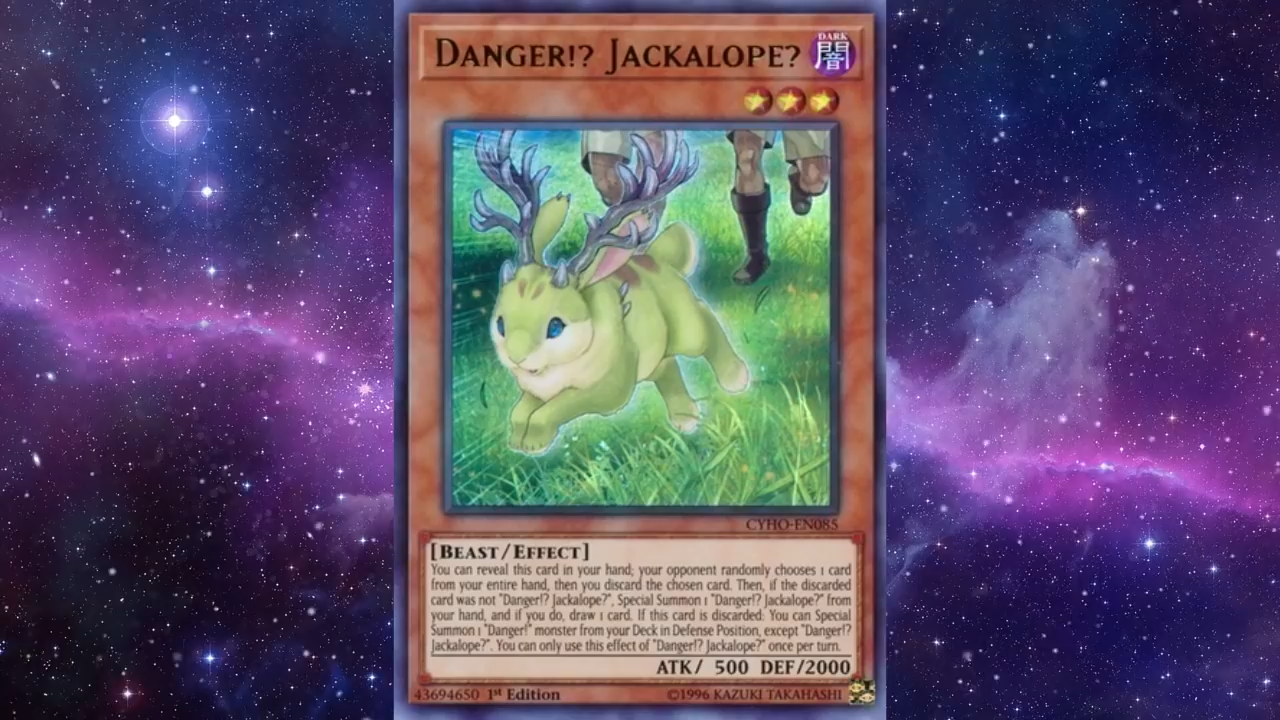 DANGER!? JACKALOPE?
DARK
闇
CYHO-EN085
[BEAST/EFFECT]
You can reveal this card in your hand; your opponent randomly chooses 1 card
from your entire hand, then you discard the chosen card. Then, if the discarded
card was not "Danger!? Jackalope?", Special Summon 1 "Danger!? Jackalope?" from
your hand, and if you do, draw 1 card. If this card is discarded: You can Special
Summon 1 "Danger!" monster from your Deck in Defense Position, except "Danger!?
Jackalope?". You can only use this effect of "Danger!? Jackalope?" once per turn.
ATK/ 500 DEF/2000
43694650 1st Edition ©1996 KAZUKI TAKAHASHI